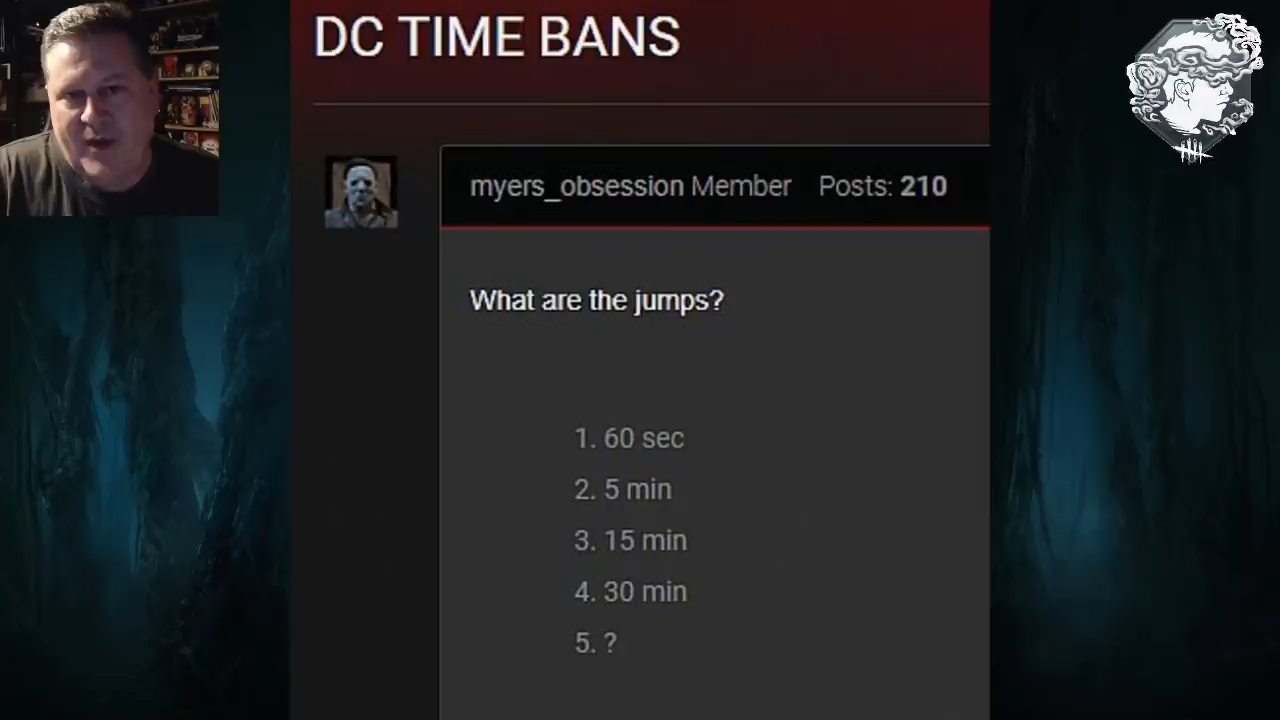 DC TIME BANS
myers_obsession Member Posts: 210
What are the jumps?
1. 60 sec
2. 5 min
3. 15 min
4. 30 min
5. ?